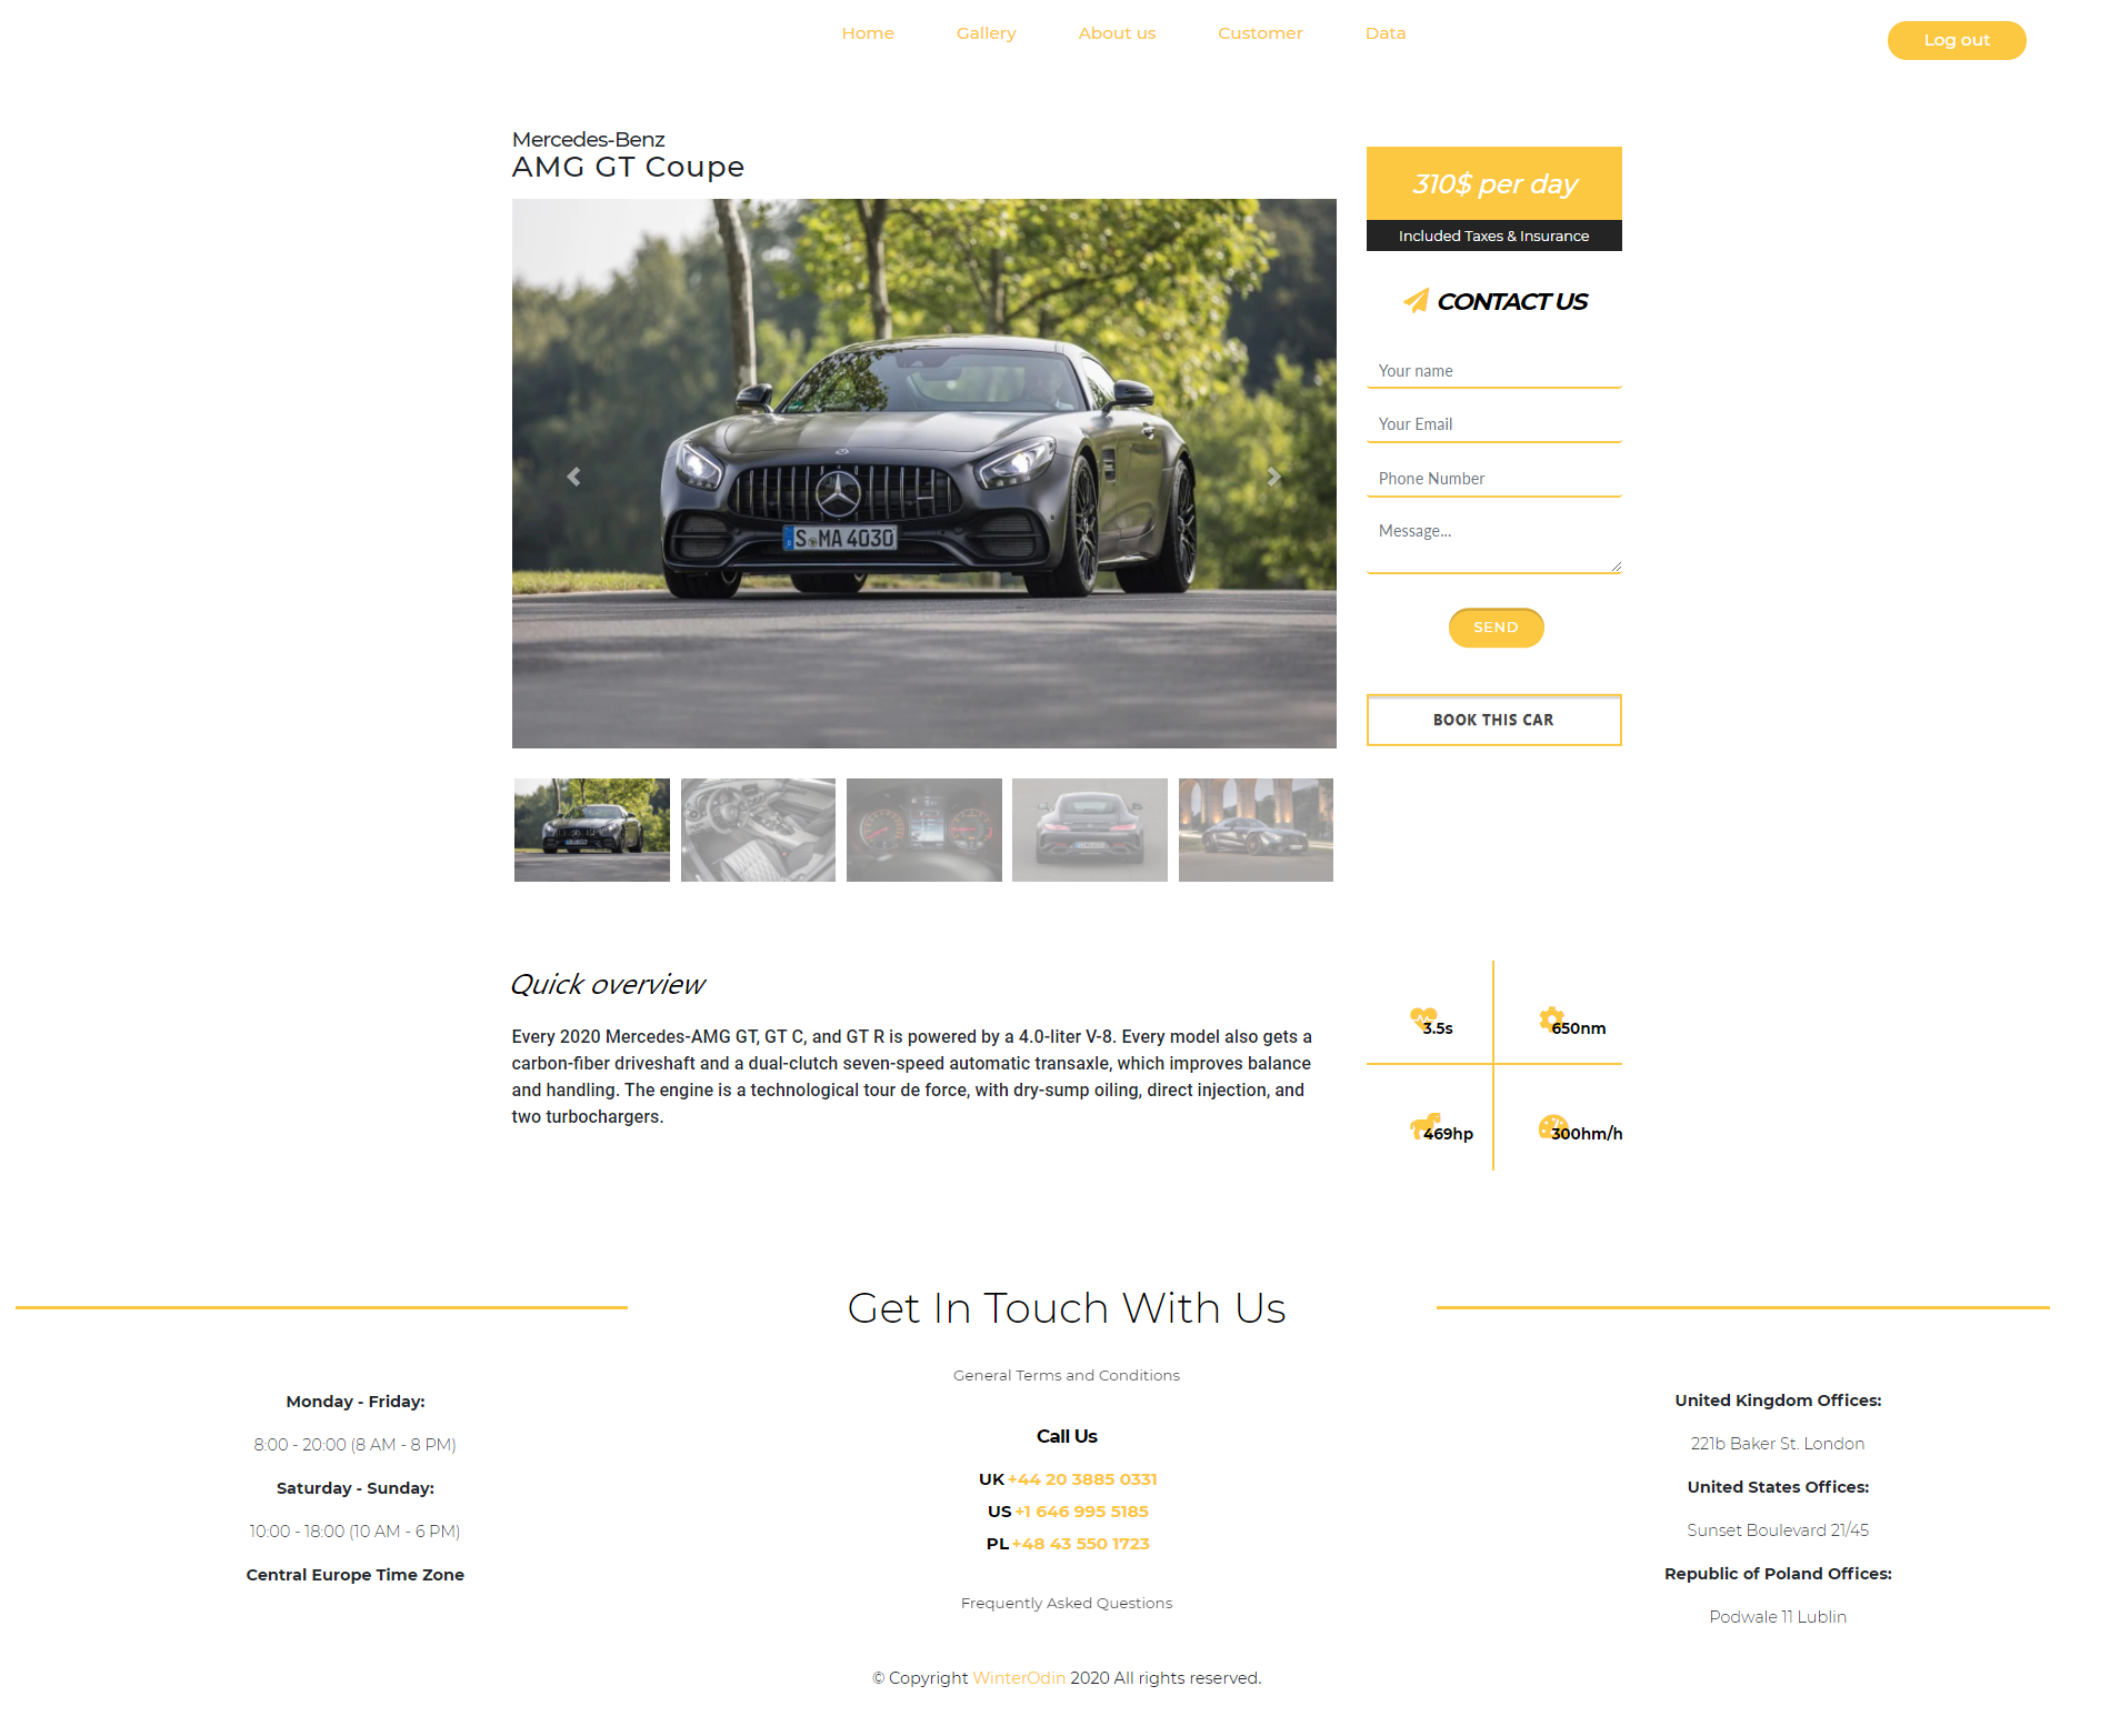 Home Gallery About us Customer Data
Log out
Mercedes-Benz
AMG GT Coupe
S MA 4030
310$ per day
Included Taxes & Insurance
CONTACT US
Your name
Your Email
Phone Number
Message...
SEND
BOOK THIS CAR
Quick overview
Every 2020 Mercedes-AMG GT, GT C, and GT R is powered by a 4.0-liter V-8. Every model also gets a
carbon-fiber driveshaft and a dual-clutch seven-speed automatic transaxle, which improves balance
and handling. The engine is a technological tour de force, with dry-sump oiling, direct injection, and
two turbochargers.
3.5s
650nm
469hp
300hm/h
Get In Touch With Us
Monday - Friday:
8:00 - 20:00 (8 AM - 8 PM)
Saturday - Sunday:
10:00 - 18:00 (10 AM - 6 PM)
Central Europe Time Zone
General Terms and Conditions
Call Us
UK +44 20 3885 0331
US +1 646 995 5185
PL +48 43 550 1723
Frequently Asked Questions
United Kingdom Offices:
221b Baker St. London
United States Offices:
Sunset Boulevard 21/45
Republic of Poland Offices:
Podwale 11 Lublin
© Copyright WinterOdin 2020 All rights reserved.